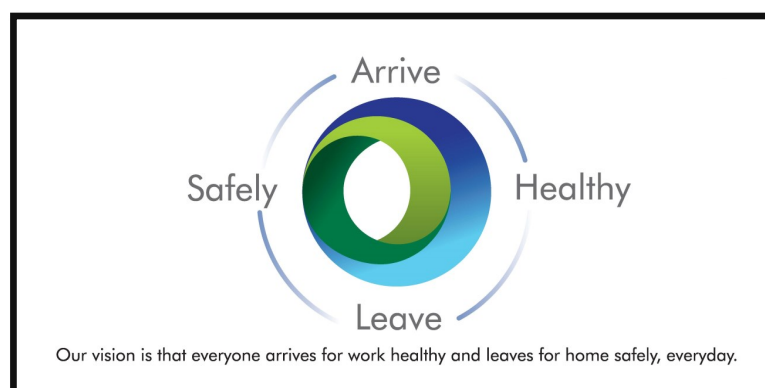 Arrive
Safely Healthy
Leave
Our vision is that everyone arrives for work healthy and leaves for home safely, everyday.